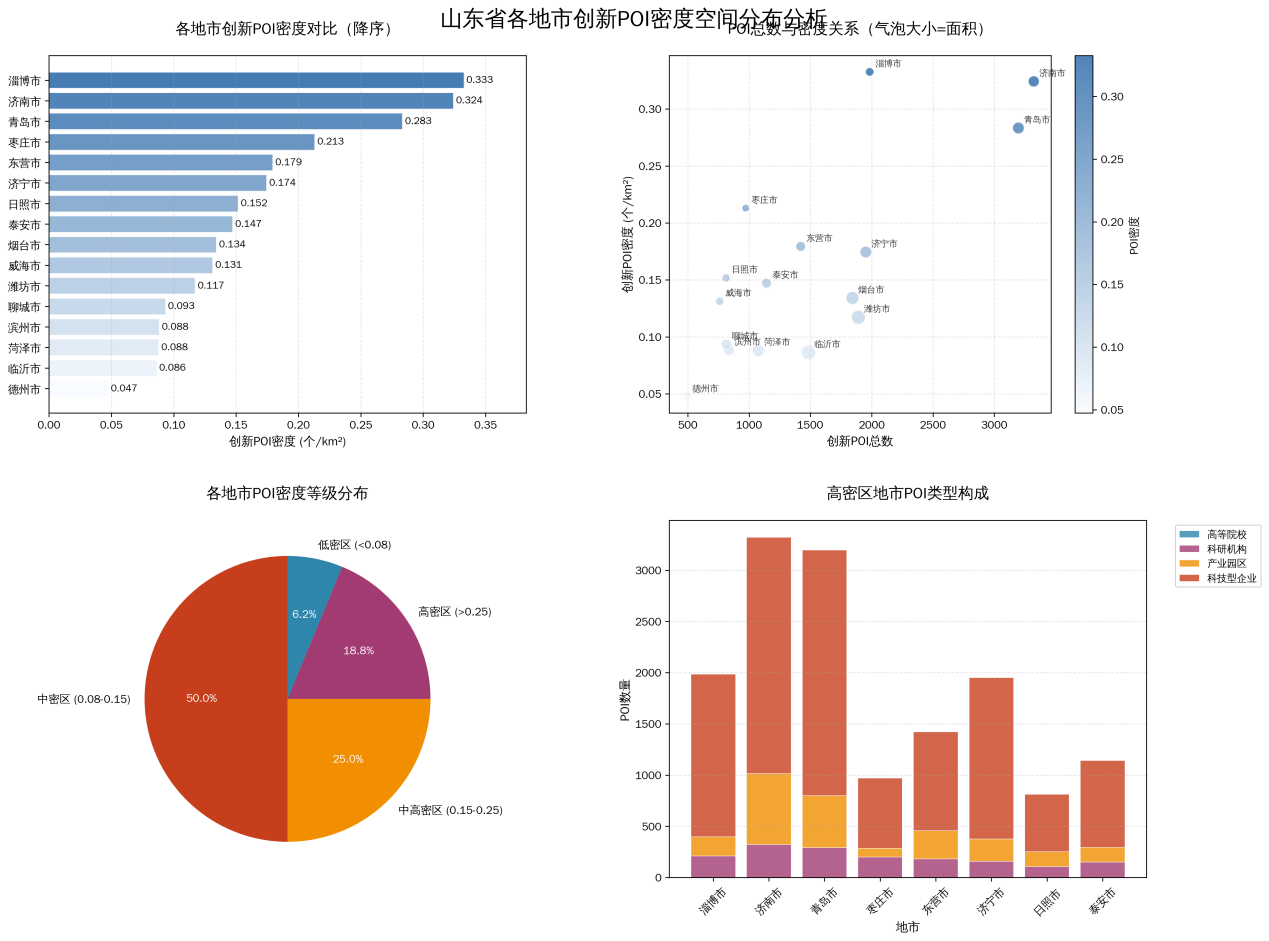 山东省各地市创新POI密度空间分布分析
各地市创新POI密度对比（降序）
淄博市 0.333
济南市 0.324
青岛市 0.283
枣庄市 0.213
东营市 0.179
济宁市 0.174
日照市 0.152
泰安市 0.147
烟台市 0.134
威海市 0.131
潍坊市 0.117
聊城市 0.093
滨州市 0.088
菏泽市 0.088
临沂市 0.086
德州市 0.047
0.00 0.05 0.10 0.15 0.20 0.25 0.30 0.35
创新POI密度 (个/km²)
POI总数与密度关系（气泡大小=面积）
创新POI密度 (个/km²)
0.30
0.25
0.20
0.15
0.10
0.05
淄博市
济南市
青岛市
枣庄市
东营市
济宁市
日照市
泰安市
威海市
烟台市
潍坊市
聊城市
滨州市
菏泽市
临沂市
德州市
500 1000 1500 2000 2500 3000
创新POI总数
0.30
0.25
0.20
0.15
0.10
0.05
POI密度
各地市POI密度等级分布
低密区 (<0.08)
6.2%
高密区 (>0.25)
18.8%
中密区 (0.08-0.15)
50.0%
25.0%
中高密区 (0.15-0.25)
高密区地市POI类型构成
POI数量
3000
2500
2000
1500
1000
500
0
淄博市 济南市 青岛市 枣庄市 东营市 济宁市 日照市 泰安市
地市
高等院校
科研机构
产业园区
科技型企业